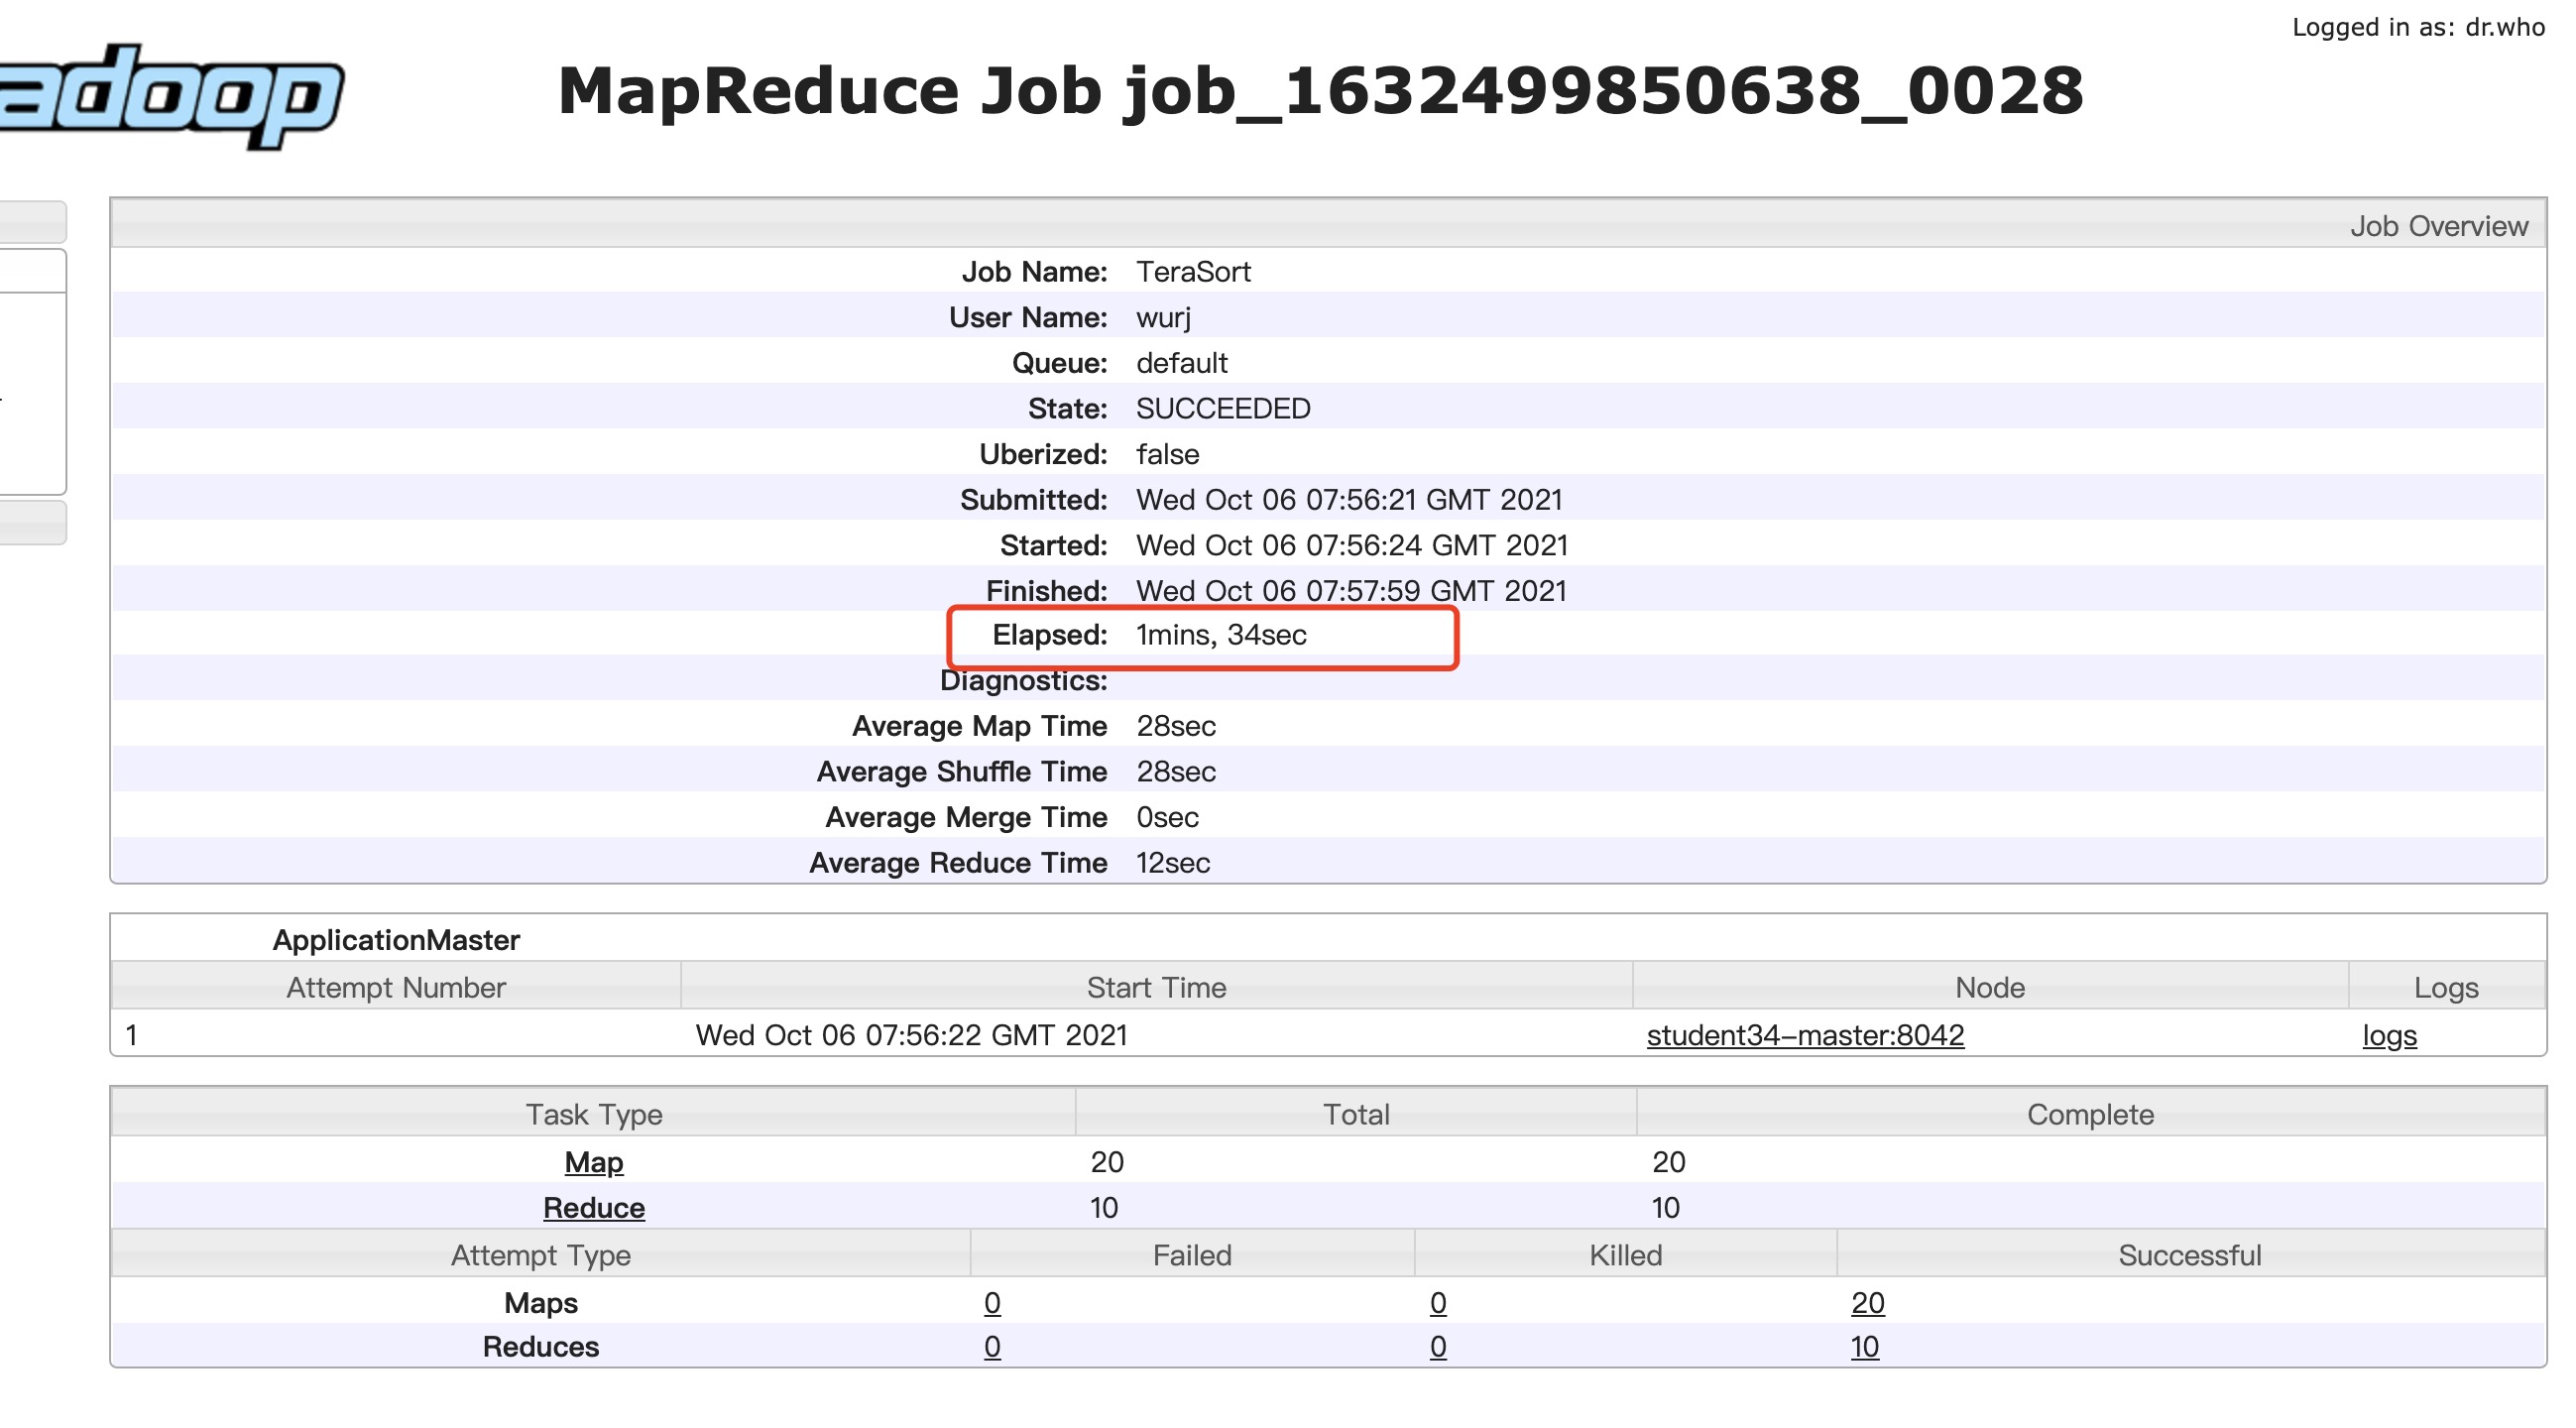 Logged in as: dr.who
adoop
MapReduce Job job_1632499850638_0028
Job Overview
Job Name: TeraSort
User Name: wurj
Queue: default
State: SUCCEEDED
Uberized: false
Submitted: Wed Oct 06 07:56:21 GMT 2021
Started: Wed Oct 06 07:56:24 GMT 2021
Finished: Wed Oct 06 07:57:59 GMT 2021
Elapsed: 1mins, 34sec
Diagnostics:
Average Map Time 28sec
Average Shuffle Time 28sec
Average Merge Time 0sec
Average Reduce Time 12sec
ApplicationMaster
Attempt Number Start Time Node Logs
1 Wed Oct 06 07:56:22 GMT 2021 student34-master:8042 logs
Task Type Total Complete
Map 20 20
Reduce 10 10
Attempt Type Failed Killed Successful
Maps 0 0 20
Reduces 0 0 10